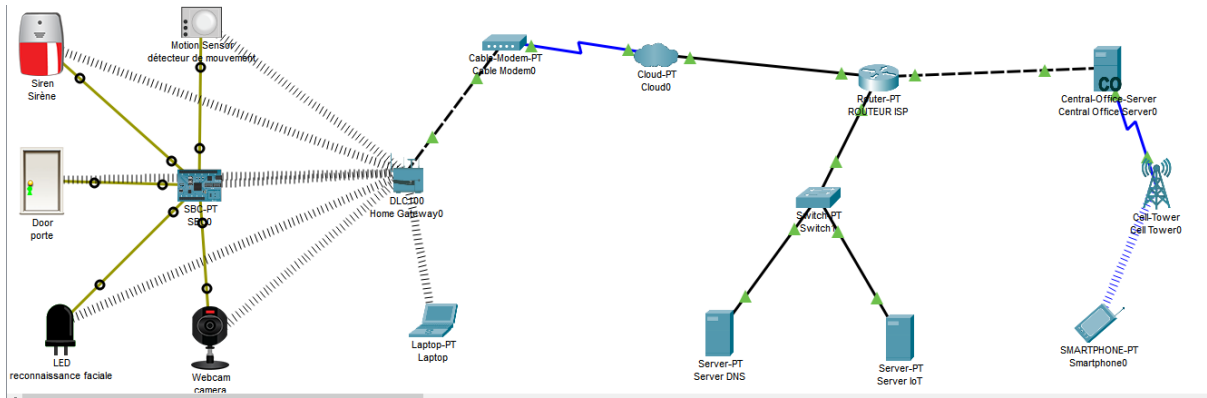 Siren
Sirène
Motion Sensor
détecteur de mouvement
Door
porte
SBC-PT
LED
reconnaissance faciale
Webcam
camera
DLC100
Home Gateway0
Laptop-PT
Laptop
Cable-Modem-PT
Cable Modem0
Cloud-PT
Cloud0
Router-PT
ROUTEUR ISP
Switch-PT
Server-PT
Server DNS
Server-PT
Server IoT
CO
Central-Office-Server
Central Office Server0
Cell-Tower
Cell Tower0
SMARTPHONE-PT
Smartphone0